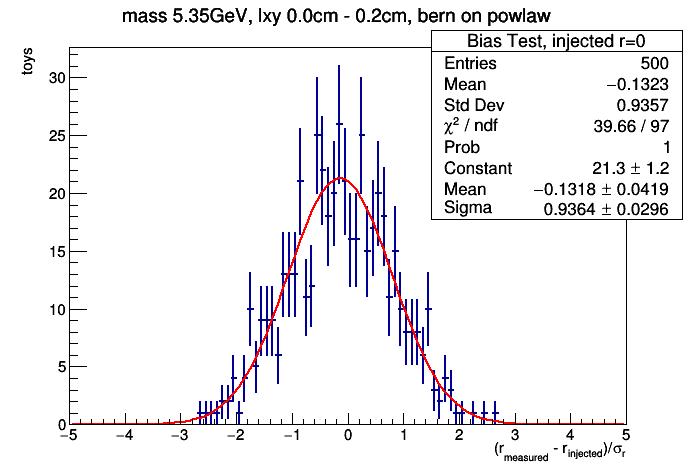 mass 5.35GeV, lxy 0.0cm - 0.2cm, bern on powlaw
Bias Test, injected r=0
Entries 500
Mean −0.1323
Std Dev 0.9357
χ² / ndf 39.66 / 97
Prob 1
Constant 21.3 ± 1.2
Mean −0.1318 ± 0.0419
Sigma 0.9364 ± 0.0296
toys
30
25
20
15
10
5
0
−5 −4 −3 −2 −1 0 1 2 3 4 5
(r_measured - r_injected)/σ_r